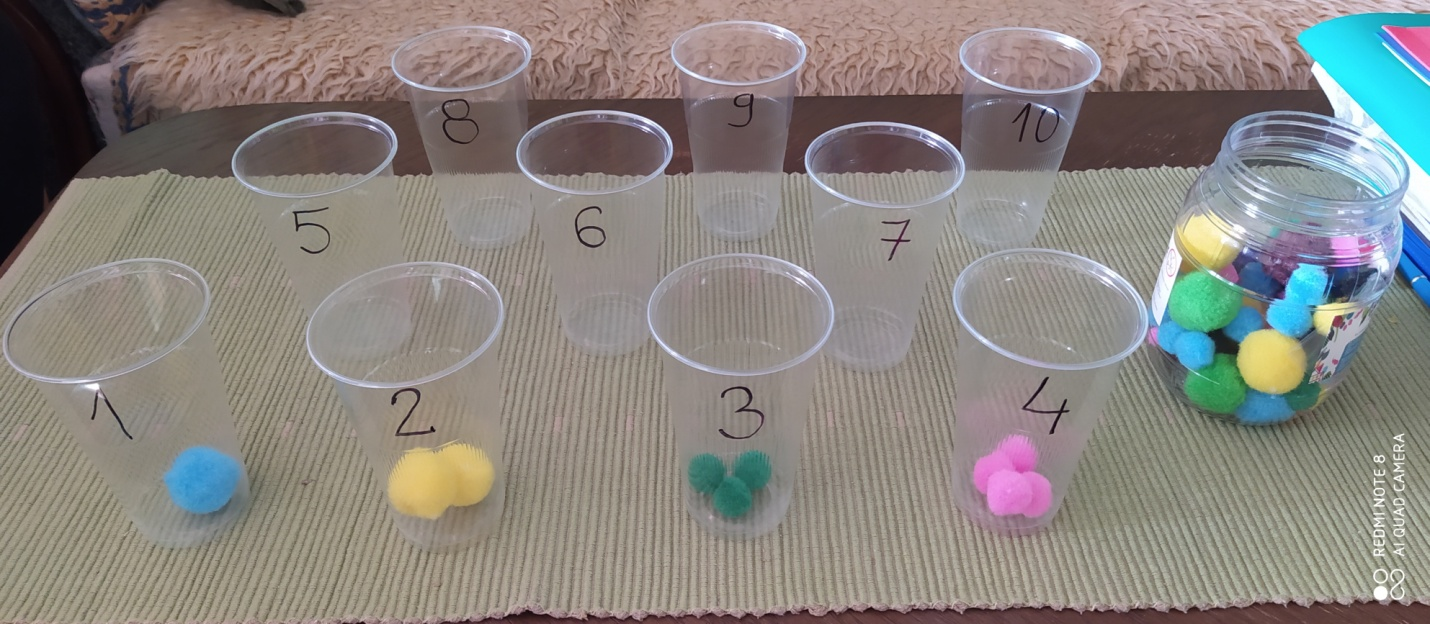 8 9 10
5 6 7
1 2 3 4
REDMI NOTE 8
AI QUAD CAMERA